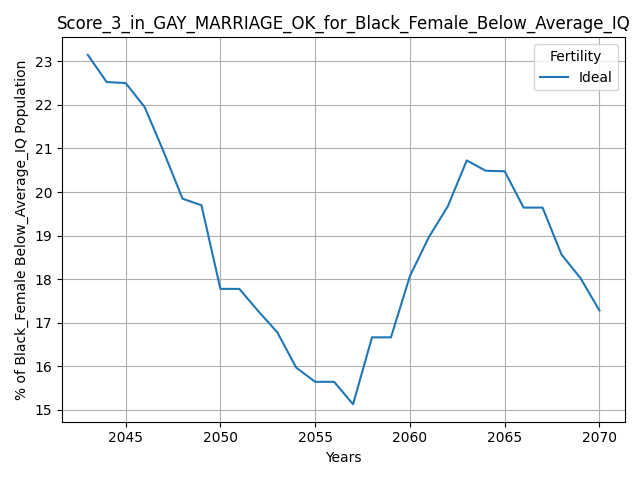 Score_3_in_GAY_MARRIAGE_OK_for_Black_Female_Below_Average_IQ
% of Black_Female Below_Average_IQ Population
23
22
21
20
19
18
17
16
15
Fertility
Ideal
2045 2050 2055 2060 2065 2070
Years